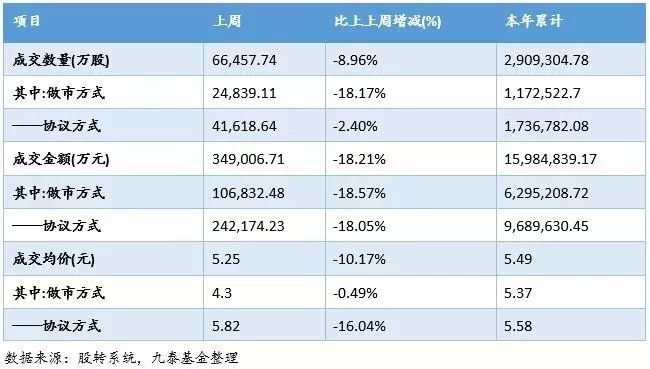 项目 上周 比上上周增减(%) 本年累计
成交数量(万股) 66,457.74 -8.96% 2,909,304.78
其中:做市方式 24,839.11 -18.17% 1,172,522.7
——协议方式 41,618.64 -2.40% 1,736,782.08
成交金额(万元) 349,006.71 -18.21% 15,984,839.17
其中:做市方式 106,832.48 -18.57% 6,295,208.72
——协议方式 242,174.23 -18.05% 9,689,630.45
成交均价(元) 5.25 -10.17% 5.49
其中:做市方式 4.3 -0.49% 5.37
——协议方式 5.82 -16.04% 5.58
数据来源：股转系统，九泰基金整理